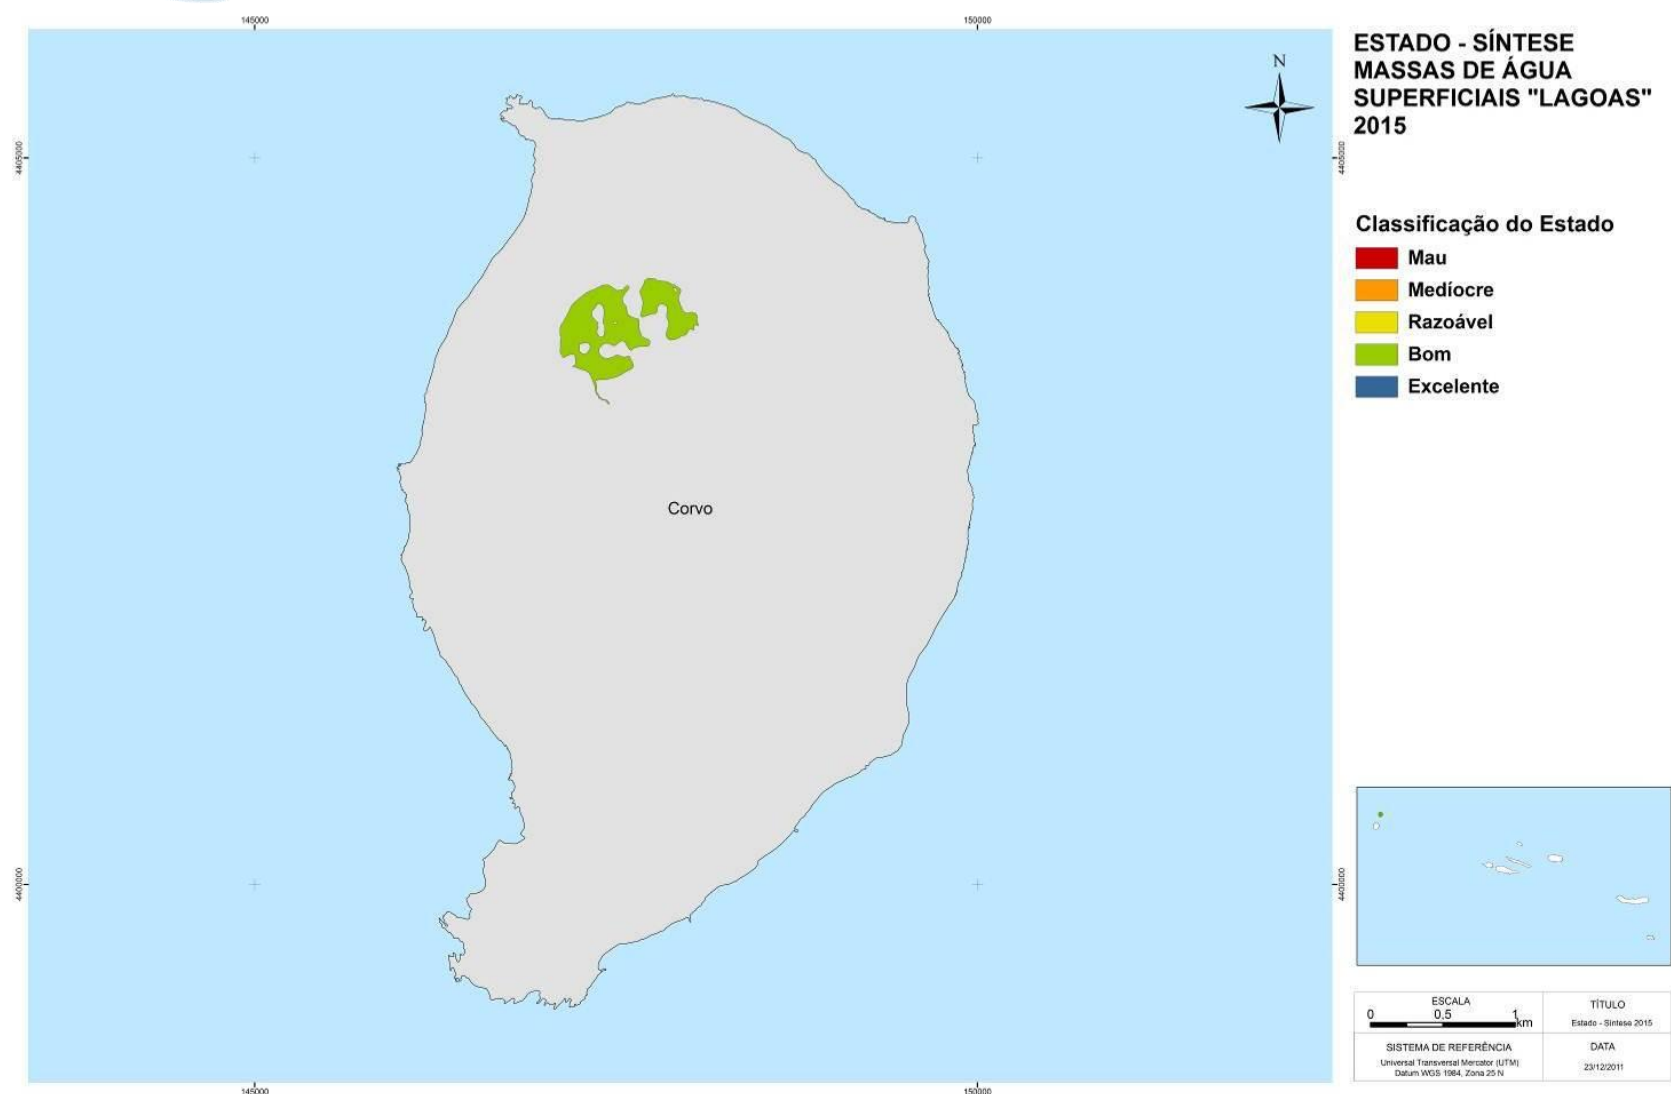 145000
150000
ESTADO - SÍNTESE
MASSAS DE ÁGUA
SUPERFICIAIS "LAGOAS"
2015
N
4405000
4405000
Classificação do Estado
Mau
Medíocre
Razoável
Bom
Excelente
Corvo
4400000
4400000
ESCALA
0 0,5 1 km
TÍTULO
Estado - Síntese 2015
SISTEMA DE REFERÊNCIA
Universal Transversal Mercator (UTM)
Datum WGS 1984, Zona 25 N
DATA
23/12/2011
145000
150000